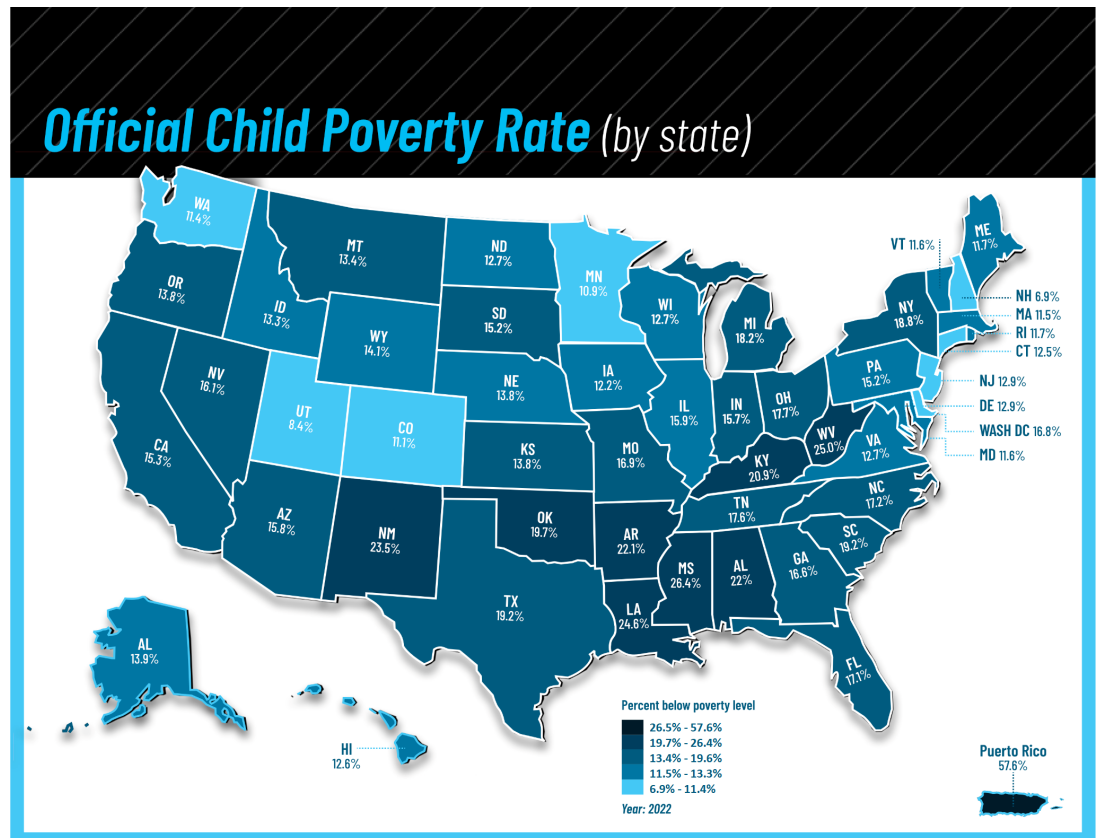 Official Child Poverty Rate (by state)
WA
11.4%
OR
13.8%
ID
13.3%
MT
13.4%
ND
12.7%
MN
10.9%
SD
15.2%
WY
14.1%
WI
12.7%
MI
18.2%
NY
18.8%
VT 11.6%
ME
11.7%
NH 6.9%
MA 11.5%
RI 11.7%
CT 12.5%
NJ 12.9%
DE 12.9%
WASH DC 16.8%
MD 11.6%
PA
15.2%
NV
16.1%
UT
8.4%
CO
11.1%
NE
13.8%
IA
12.2%
IL
15.9%
IN
15.7%
OH
17.7%
WV
25.0%
VA
12.7%
CA
15.3%
KS
13.8%
MO
16.9%
KY
20.9%
NC
17.2%
TN
17.6%
SC
19.2%
AZ
15.8%
NM
23.5%
OK
19.7%
AR
22.1%
MS
26.4%
AL
22%
GA
16.6%
TX
19.2%
LA
24.6%
FL
17.1%
AL
13.9%
HI
12.6%
Percent below poverty level
26.5% - 57.6%
19.7% - 26.4%
13.4% - 19.6%
11.5% - 13.3%
6.9% - 11.4%
Year: 2022
Puerto Rico
57.6%